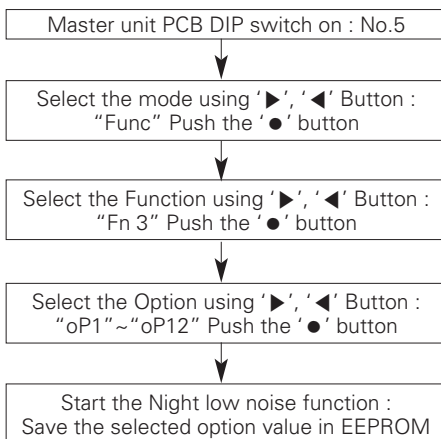 Master unit PCB DIP switch on : No.5
Select the mode using ‘▶’, ‘◀’ Button :
“Func” Push the ‘●’ button
Select the Function using ‘▶’, ‘◀’ Button :
“Fn 3” Push the ‘●’ button
Select the Option using ‘▶’, ‘◀’ Button :
“oP1”~“oP12” Push the ‘●’ button
Start the Night low noise function :
Save the selected option value in EEPROM